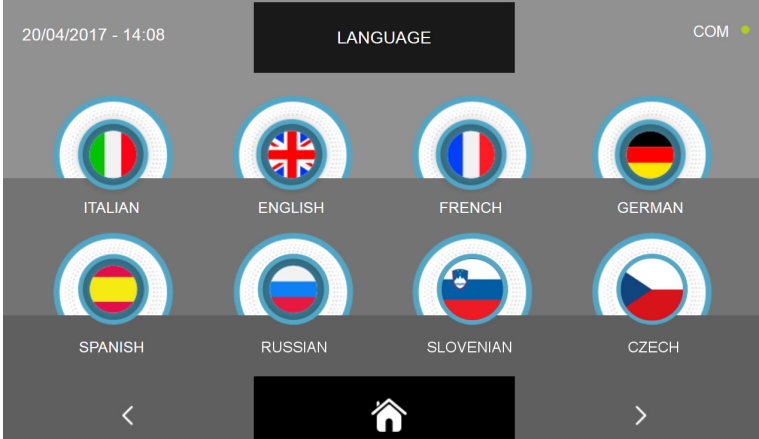 20/04/2017 - 14:08
LANGUAGE
COM
ITALIAN
ENGLISH
FRENCH
GERMAN
SPANISH
RUSSIAN
SLOVENIAN
CZECH